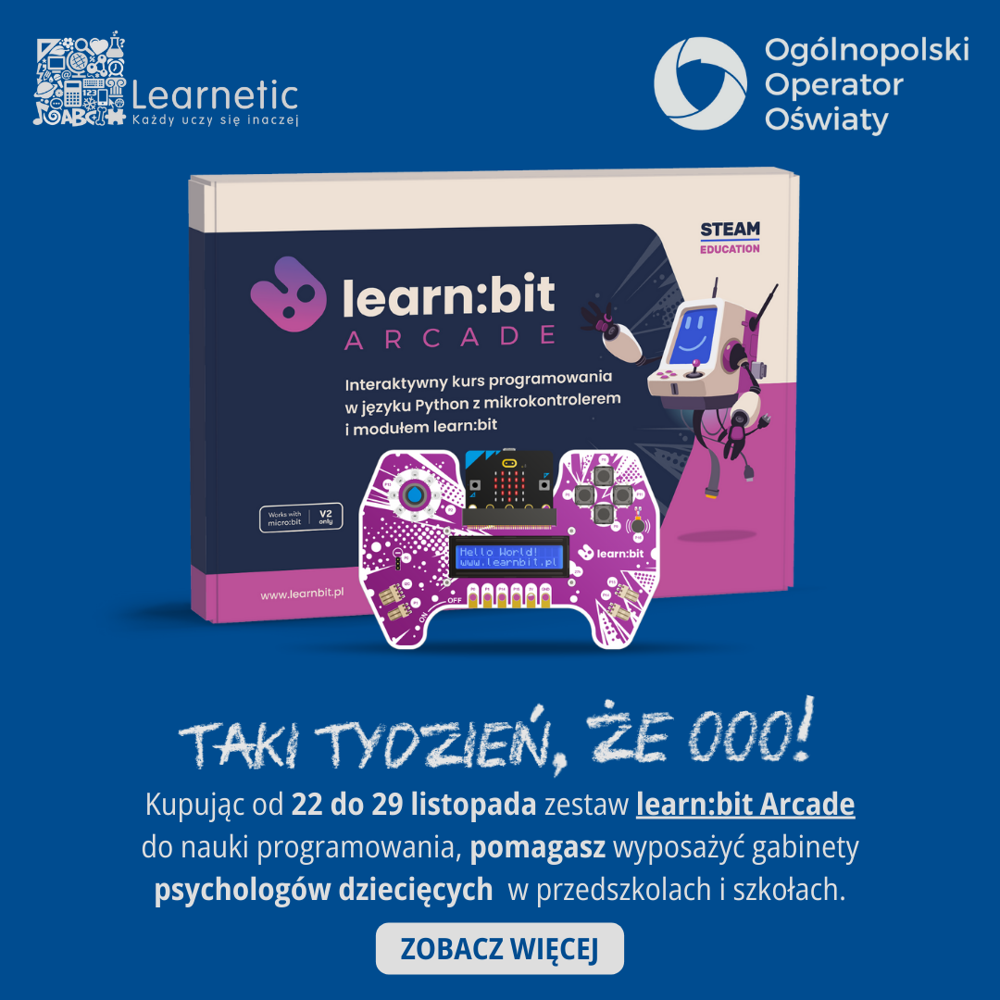 Learnetic
Każdy uczy się inaczej
123
ABC
Ogólnopolski
Operator
Oświaty
STEAM
EDUCATION
learn:bit
ARCADE
Interaktywny kurs programowania
w języku Python z mikrokontrolerem
i modułem learn:bit
Works with
micro:bit
V2
only
www.learnbit.pl
Hello World!
www.learnbit.pl
learn:bit
OFF
ON
TAKI TYDZIEŃ, ŻE OOO!
Kupując od 22 do 29 listopada zestaw learn:bit Arcade
do nauki programowania, pomagasz wyposażyć gabinety
psychologów dziecięcych w przedszkolach i szkołach.
ZOBACZ WIĘCEJ